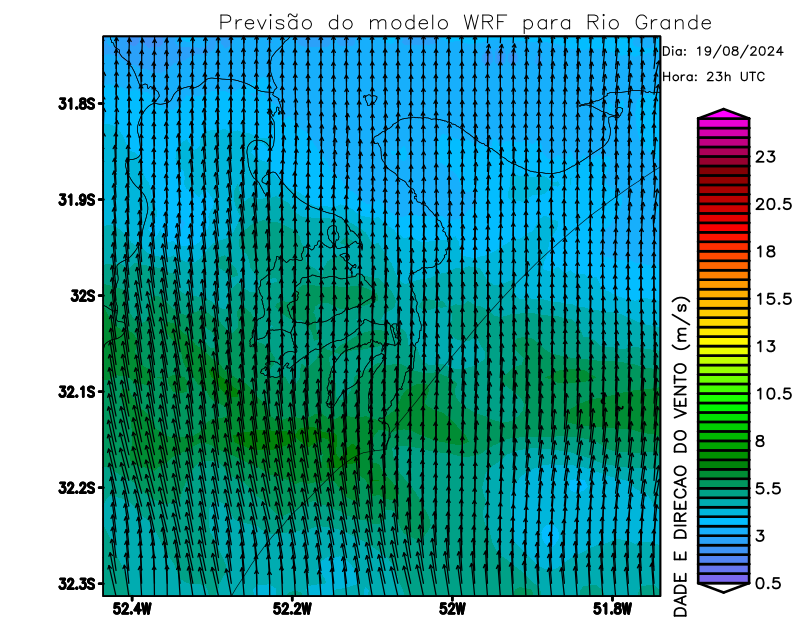 Previsão do modelo WRF para Rio Grande
Dia: 19/08/2024
Hora: 23h UTC
31.8S
31.9S
32S
32.1S
32.2S
32.3S
52.4W
52.2W
52W
51.8W
23
20.5
18
15.5
13
10.5
8
5.5
3
0.5
DADE E DIRECAO DO VENTO (m/s)